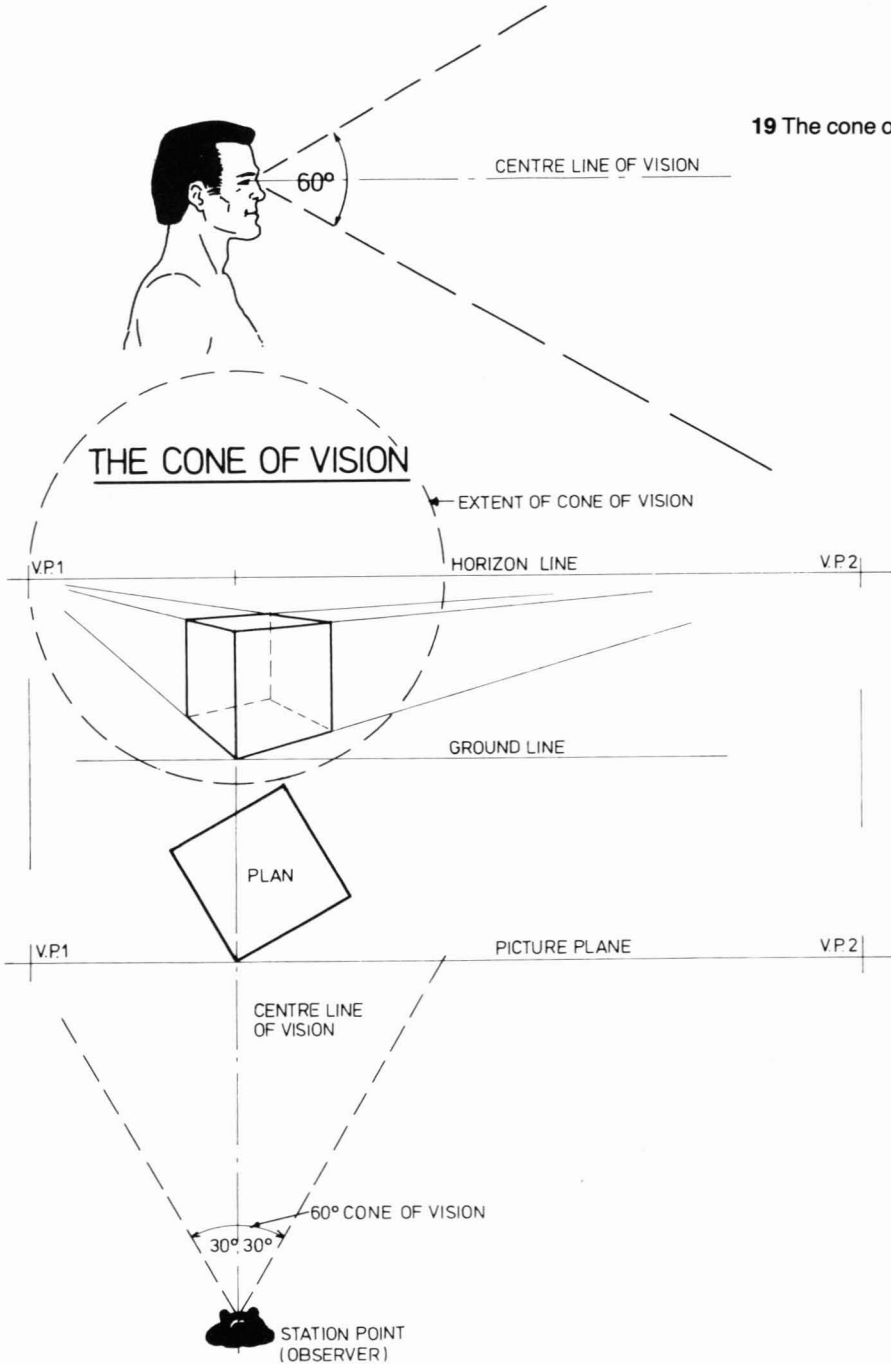 19 The cone o
60°
CENTRE LINE OF VISION
THE CONE OF VISION
EXTENT OF CONE OF VISION
V.P.1
HORIZON LINE
V.P.2
GROUND LINE
PLAN
V.P.1
PICTURE PLANE
V.P.2
CENTRE LINE
OF VISION
60° CONE OF VISION
30° 30°
STATION POINT
(OBSERVER)